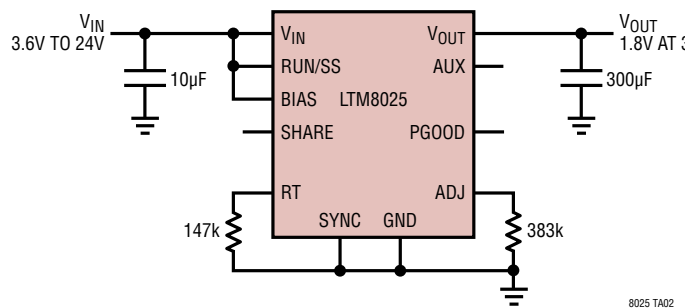 VIN
3.6V TO 24V
10µF
VIN
RUN/SS
BIAS
SHARE
RT
LTM8025
VOUT
AUX
PGOOD
ADJ
SYNC GND
VOUT
1.8V AT 3
300µF
147k
383k
8025 TA02